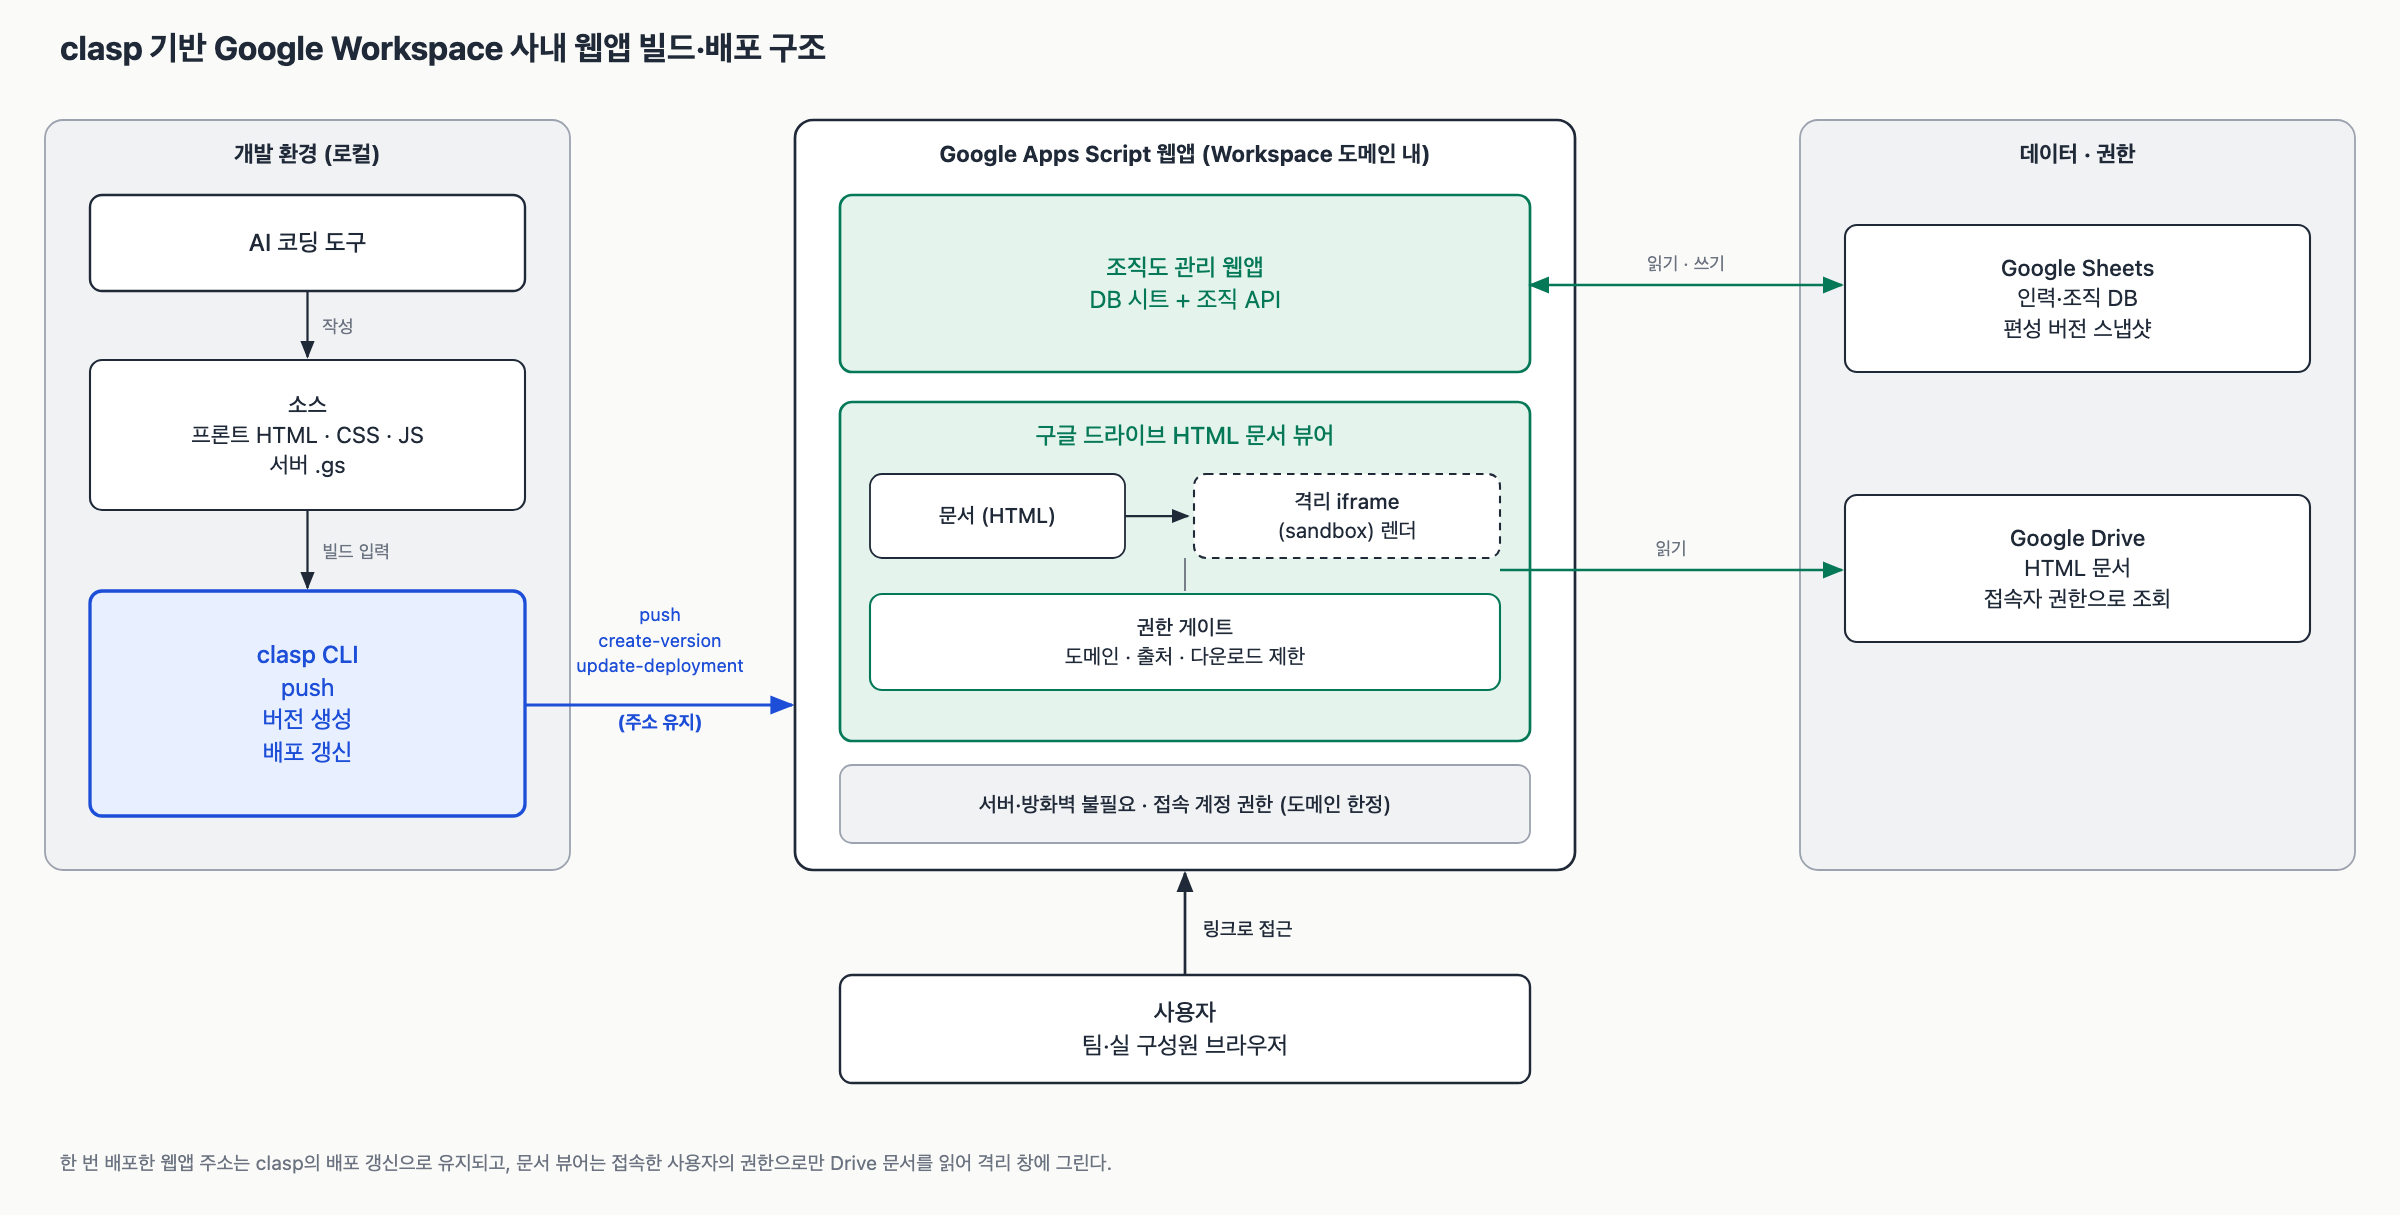 clasp 기반 Google Workspace 사내 웹앱 빌드·배포 구조
개발 환경 (로컬)
AI 코딩 도구
작성
소스
프론트 HTML · CSS · JS
서버 .gs
빌드 입력
clasp CLI
push
버전 생성
배포 갱신
push
create-version
update-deployment
(주소 유지)
Google Apps Script 웹앱 (Workspace 도메인 내)
조직도 관리 웹앱
DB 시트 + 조직 API
구글 드라이브 HTML 문서 뷰어
문서 (HTML)
격리 iframe
(sandbox) 렌더
권한 게이트
도메인 · 출처 · 다운로드 제한
서버·방화벽 불필요 · 접속 계정 권한 (도메인 한정)
읽기 · 쓰기
읽기
데이터 · 권한
Google Sheets
인력·조직 DB
편성 버전 스냅샷
Google Drive
HTML 문서
접속자 권한으로 조회
링크로 접근
사용자
팀·실 구성원 브라우저
한 번 배포한 웹앱 주소는 clasp의 배포 갱신으로 유지되고, 문서 뷰어는 접속한 사용자의 권한으로만 Drive 문서를 읽어 격리 창에 그린다.